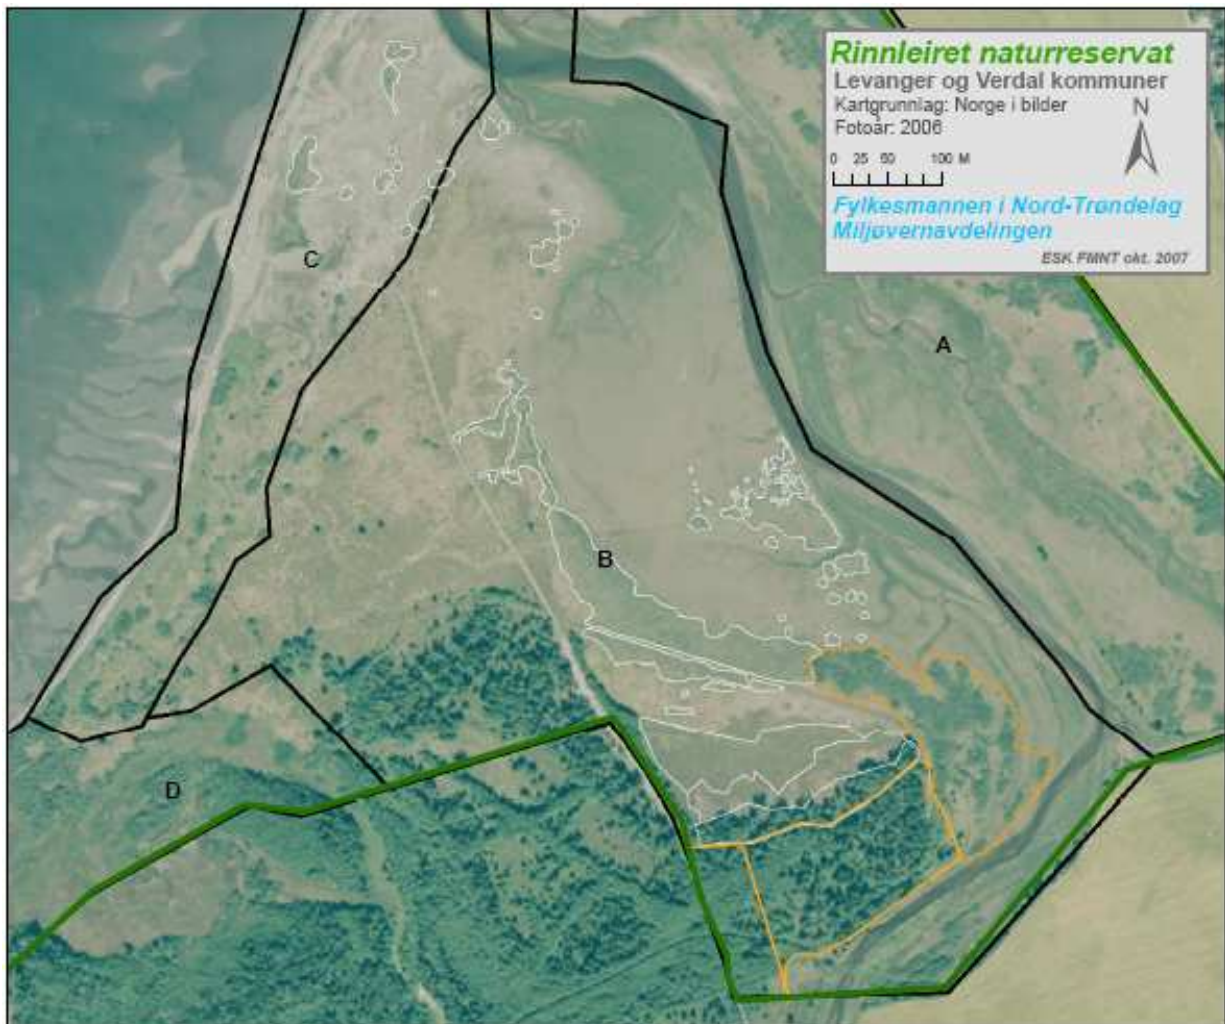 Rinnleiret naturreservat
Levanger og Verdal kommuner
Kartgrunnlag: Norge i bilder
Fotoår: 2006
N
0 25 50 100 M
Fylkesmannen i Nord-Trøndelag
Miljøvernavdelingen
ESK FMNT okt. 2007
C
A
B
D